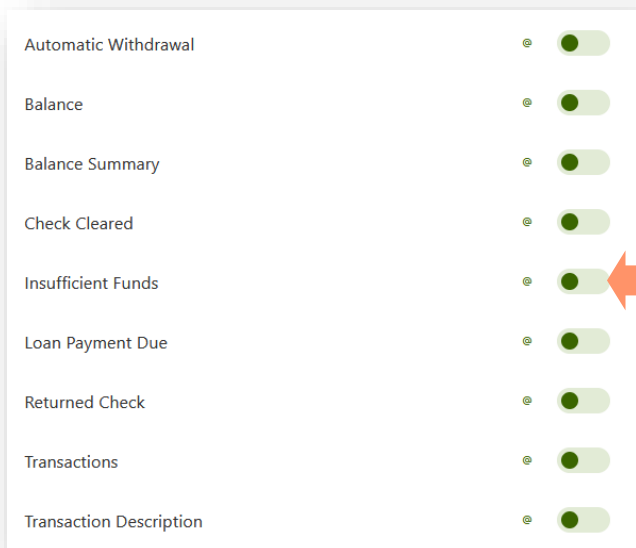 Automatic Withdrawal @
Balance @
Balance Summary @
Check Cleared @
Insufficient Funds @
Loan Payment Due @
Returned Check @
Transactions @
Transaction Description @